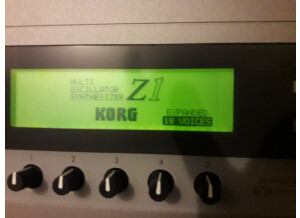 MULTI
OSCILLATOR
SYNTHESIZER
Z1
KORG
EXPANDED
18 VOICES
1 2 3 4 5